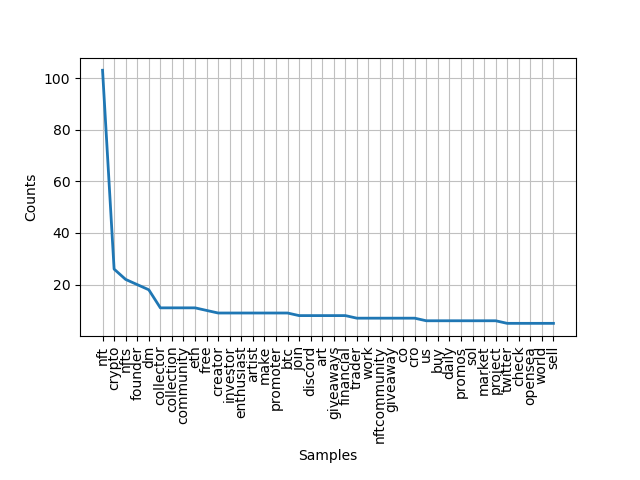 100
80
60
40
20
Counts
nft
crypto
nfts
founder
dm
collector
collection
community
eth
free
creator
investor
enthusiast
artist
make
promoter
btc
join
discord
art
giveaways
financial
trader
work
nftcommunity
giveaway
co
cro
us
buy
daily
promos
sol
market
project
twitter
check
opensea
world
sell
Samples